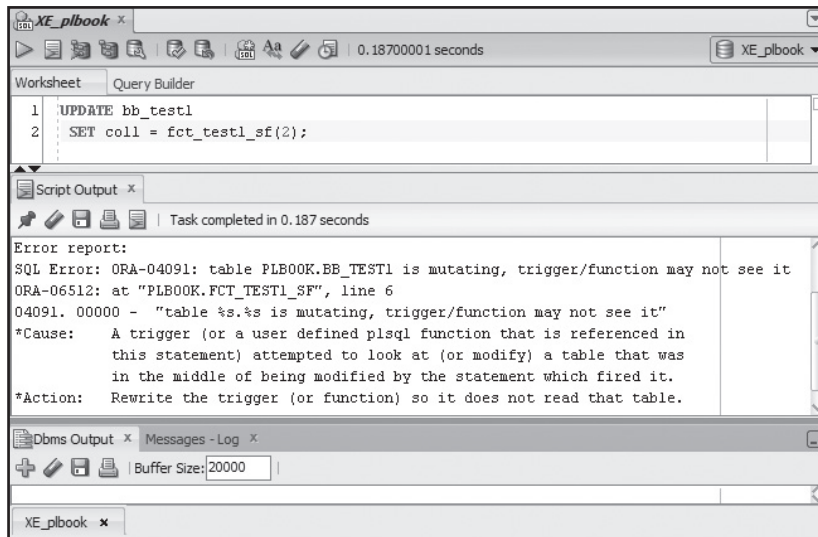 XE_plbook
0.18700001 seconds
XE_plbook
Worksheet Query Builder
1 UPDATE bb_test1
2 SET col1 = fct_test1_sf(2);
Script Output
Task completed in 0.187 seconds
Error report:
SQL Error: ORA-04091: table PLBOOK.BB_TEST1 is mutating, trigger/function may not see it
ORA-06512: at "PLBOOK.FCT_TEST1_SF", line 6
04091. 00000 - "table %s.%s is mutating, trigger/function may not see it"
*Cause: A trigger (or a user defined plsql function that is referenced in
this statement) attempted to look at (or modify) a table that was
in the middle of being modified by the statement which fired it.
*Action: Rewrite the trigger (or function) so it does not read that table.
Dbms Output Messages - Log
Buffer Size: 20000
XE_plbook